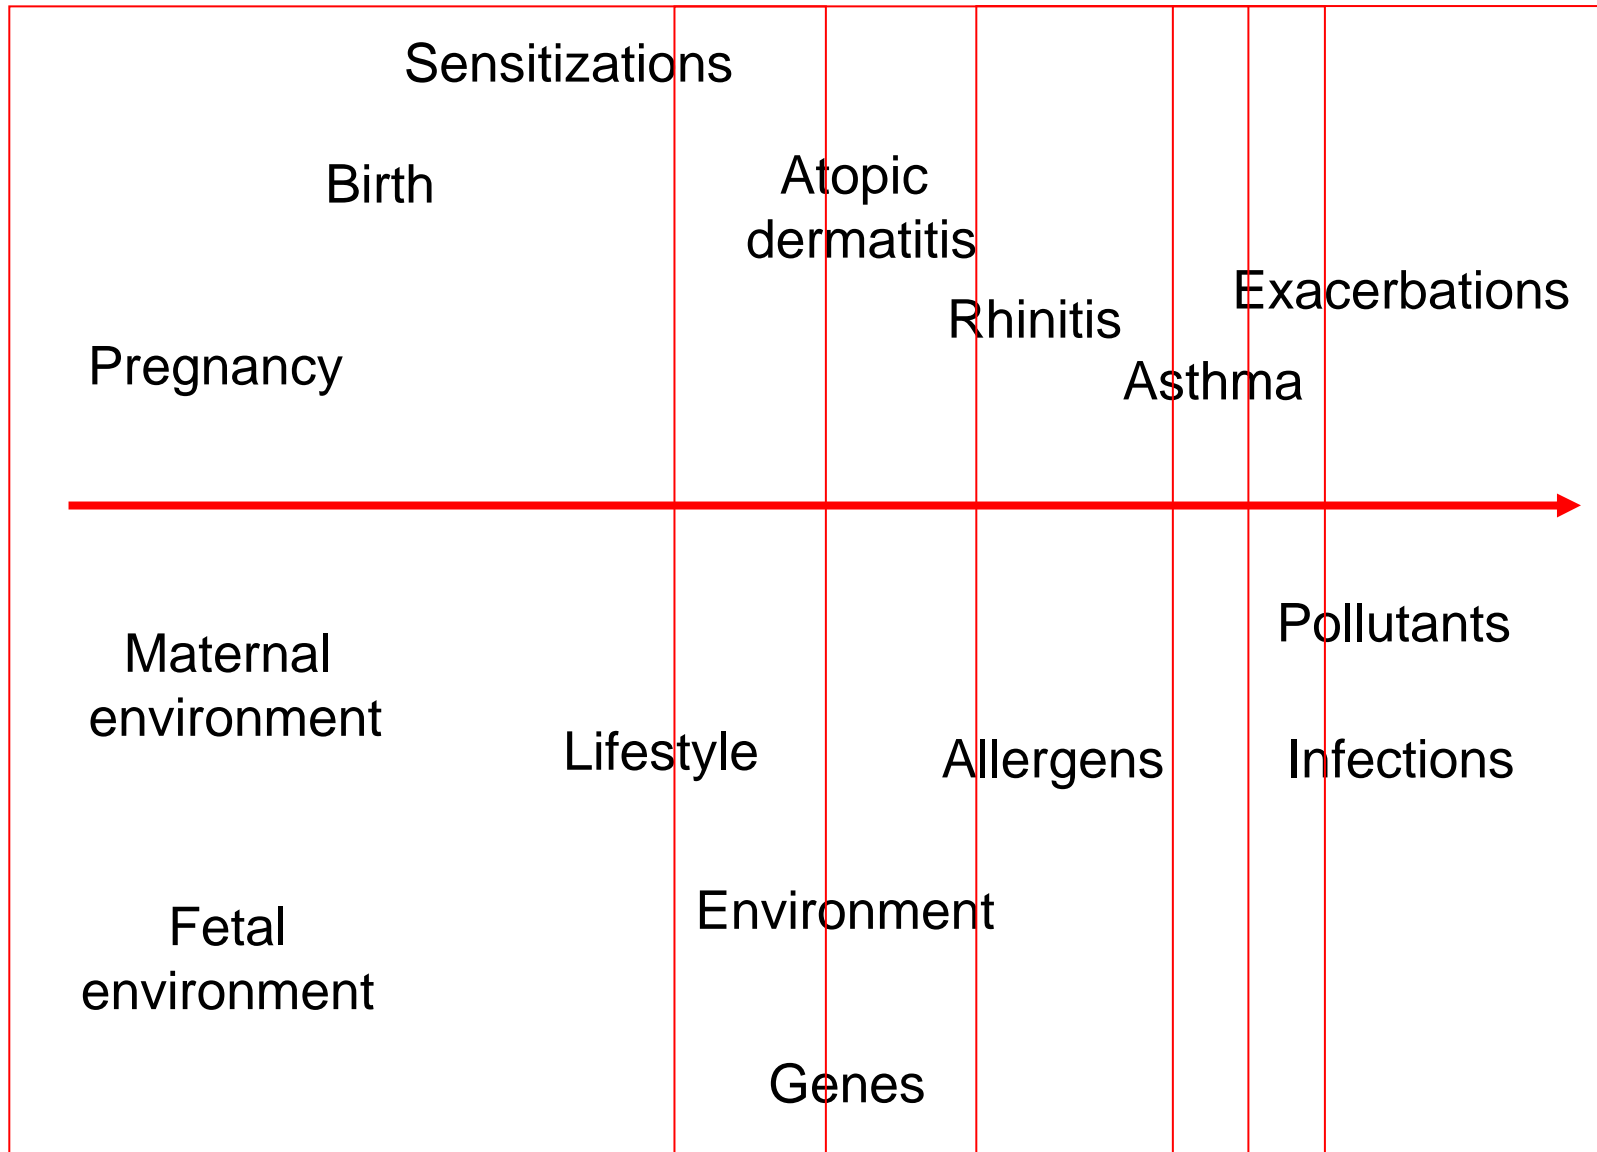 Sensitizations
Birth
Atopic
dermatitis
Exacerbations
Rhinitis
Pregnancy
Asthma
Pollutants
Maternal
environment
Lifestyle
Allergens
Infections
Environment
Fetal
environment
Genes